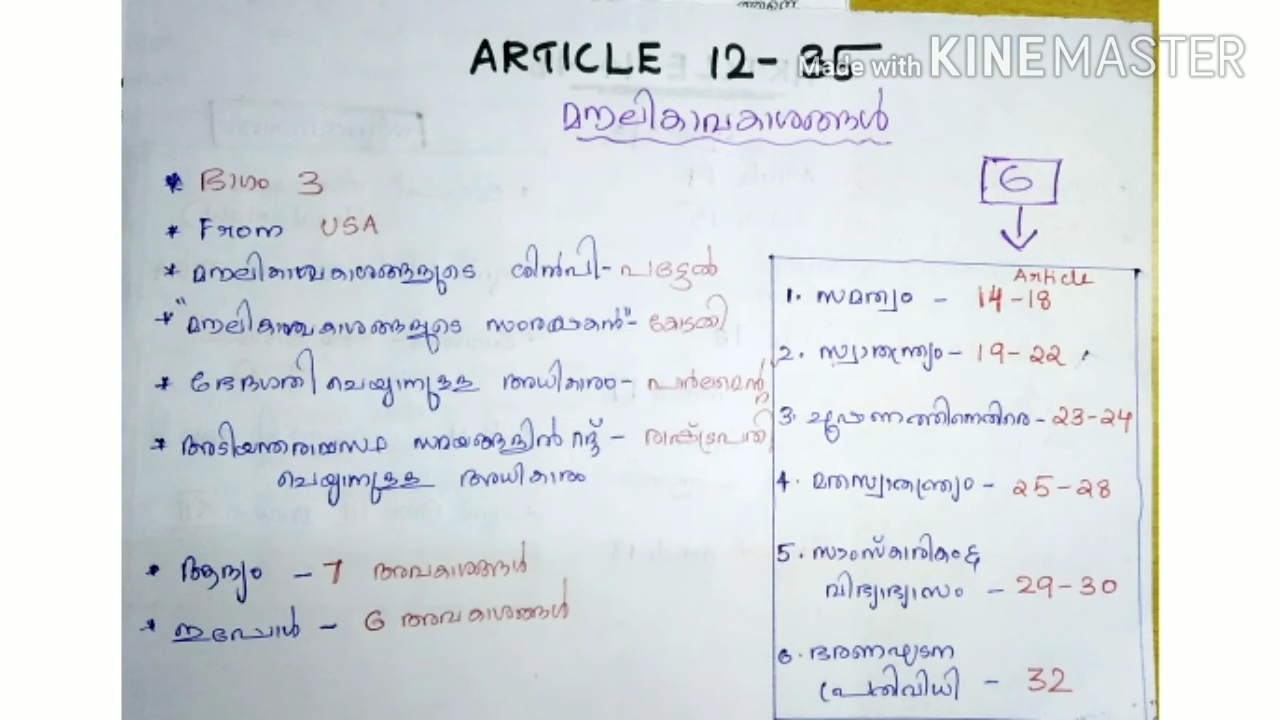 ARTICLE 12-35
Made with KINEMASTER
മൗലികാവകാശങ്ങൾ
* ഭാഗം 3
* From USA
* മൗലികാവകാശങ്ങളുടെ ശിൽപി - പട്ടേൽ
* "മൗലികാവകാശങ്ങളുടെ സംരക്ഷകൻ" - കോടതി
* ഭേദഗതി ചെയ്യാനുള്ള അധികാരം - പാർലമെന്റ്
* അടിയന്തരാവസ്ഥ സമയങ്ങളിൽ റദ്ദ് - രാഷ്ട്രപതി
ചെയ്യാനുള്ള അധികാരം
* ആദ്യം - 7 അവകാശങ്ങൾ
* ഇപ്പോൾ - 6 അവകാശങ്ങൾ
6
Article
1. സമത്വം - 14-18
2. സ്വാതന്ത്ര്യം - 19-22
3. ചൂഷണത്തിനെതിരെ - 23-24
4. മതസ്വാതന്ത്ര്യം - 25-28
5. സാംസ്കാരികം &
വിദ്യാഭ്യാസം - 29-30
6. ഭരണഘടന
പ്രതിവിധി - 32